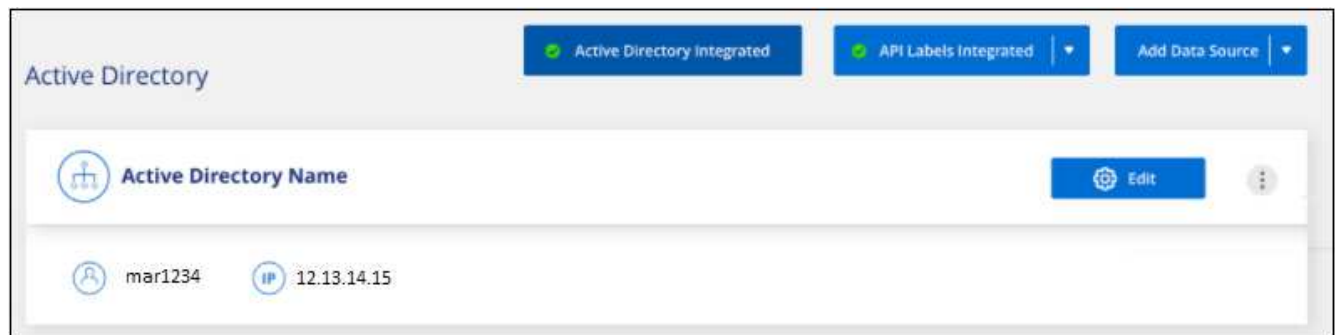 Active Directory Integrated
API Labels Integrated
Add Data Source
Active Directory
Active Directory Name
Edit
mar1234
IP
12.13.14.15